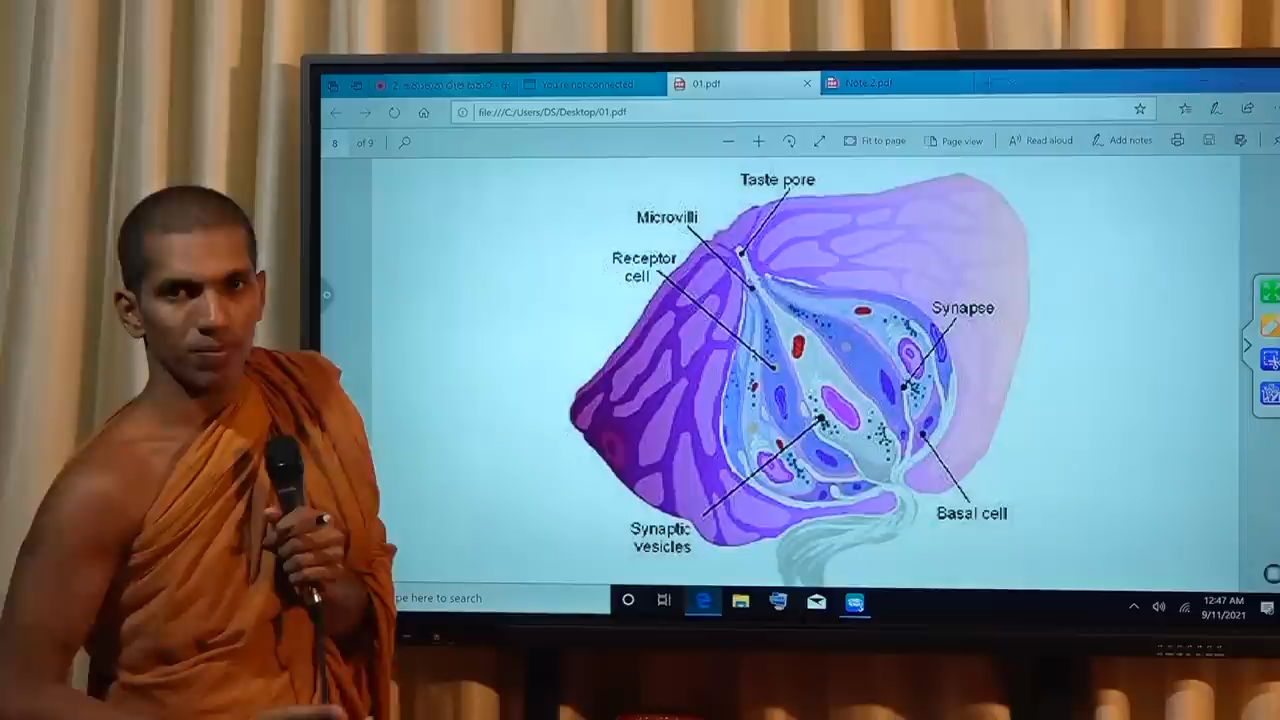 You're not connected
01.pdf
Note 2.pdf
file:///C:/Users/DS/Desktop/01.pdf
8 of 9
Fit to page
Page view
Read aloud
Add notes
Taste pore
Microvilli
Receptor
cell
Synapse
Synaptic
vesicles
Basal cell
pe here to search
12:47 AM
9/11/2021